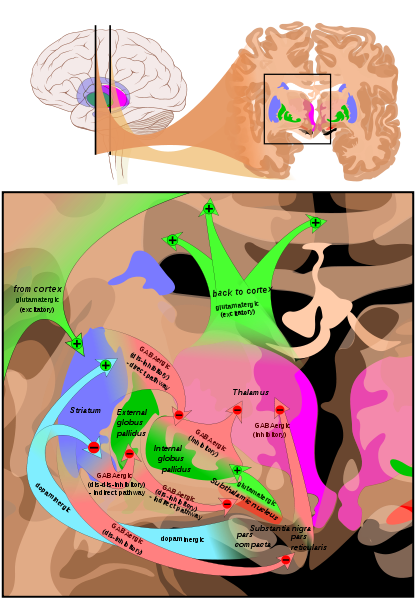 from cortex
glutamatergic
(excitatory)
back to cortex
glutamatergic
(excitatory)
GABAergic
(dis-inhibitory)
- direct pathway
Thalamus
Striatum
External
globus
pallidus
GABAergic
(inhibitory)
GABAergic
(inhibitory)
Internal
globus
pallidus
GABAergic
(dis-dis-inhibitory)
- indirect pathway
glutamatergic
Subthalamic nucleus
GABAergic
(dis-inhibitory)
- indirect pathway
dopaminergic
GABAergic
(dis-inhibitory)
dopaminergic
Substantia nigra
pars
compacta
pars
reticularis